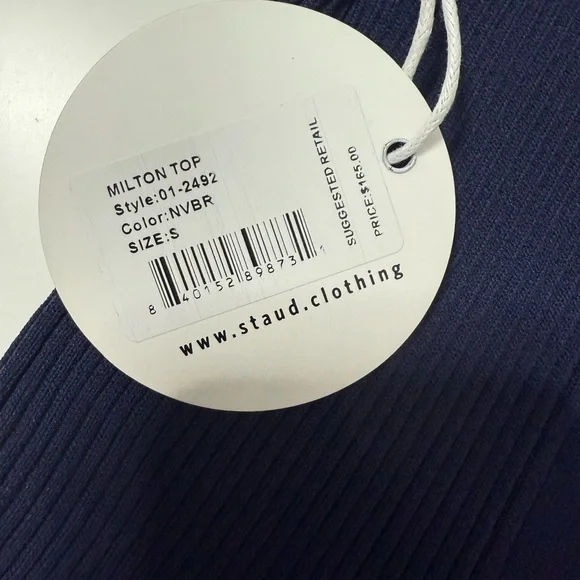 MILTON TOP
Style:01-2492
Color:NVBR
SIZE:S
8 40152 89873 1
SUGGESTED RETAIL
PRICE:$165.00
www.staud.clothing